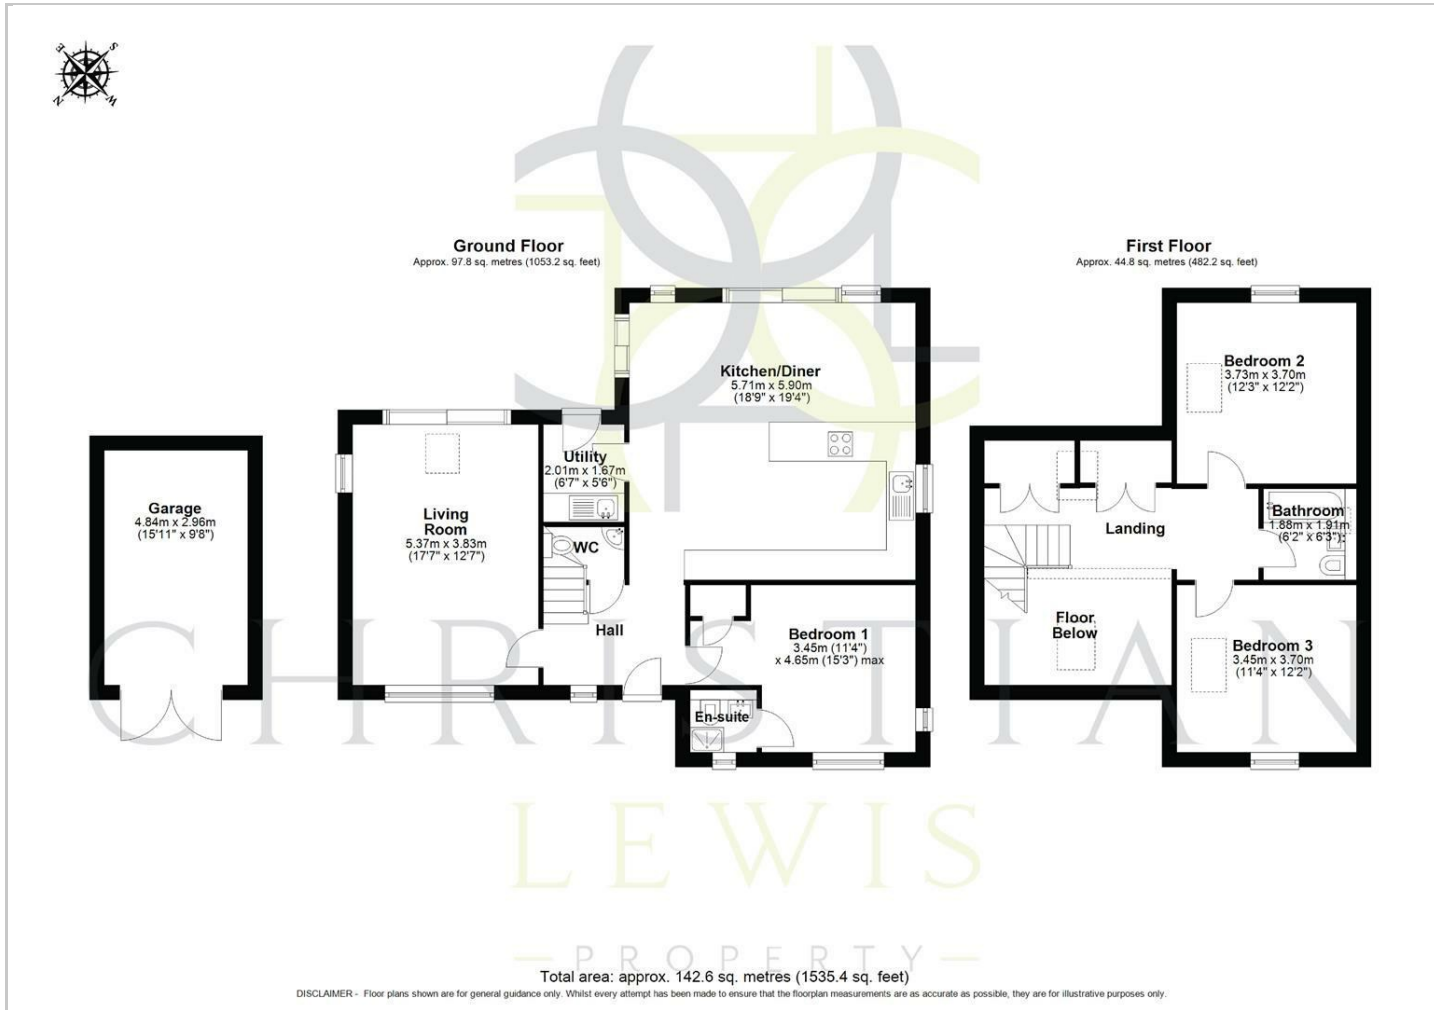 E
S
N
W
Ground Floor
Approx. 97.8 sq. metres (1053.2 sq. feet)
First Floor
Approx. 44.8 sq. metres (482.2 sq. feet)
Kitchen/Diner
5.71m x 5.90m
(18'9" x 19'4")
Bedroom 2
3.73m x 3.70m
(12'3" x 12'2")
Utility
2.01m x 1.67m
(6'7" x 5'6")
Garage
4.84m x 2.96m
(15'11" x 9'8")
Living
Room
5.37m x 3.83m
(17'7" x 12'7")
WC
Landing
Bathroom
1.88m x 1.91m
(6'2" x 6'3")
Hall
Bedroom 1
3.45m (11'4")
x 4.65m (15'3") max
Floor
Below
Bedroom 3
3.45m x 3.70m
(11'4" x 12'2")
En-suite
CHRISTIAN
LEWIS
PROPERTY
Total area: approx. 142.6 sq. metres (1535.4 sq. feet)
DISCLAIMER - Floor plans shown are for general guidance only. Whilst every attempt has been made to ensure that the floorplan measurements are as accurate as possible, they are for illustrative purposes only.